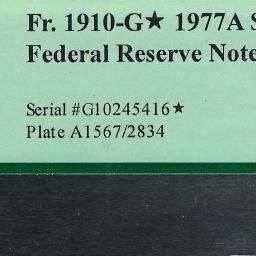 Fr. 1910-G★ 1977A
Federal Reserve Note
Serial #G10245416★
Plate A1567/2834